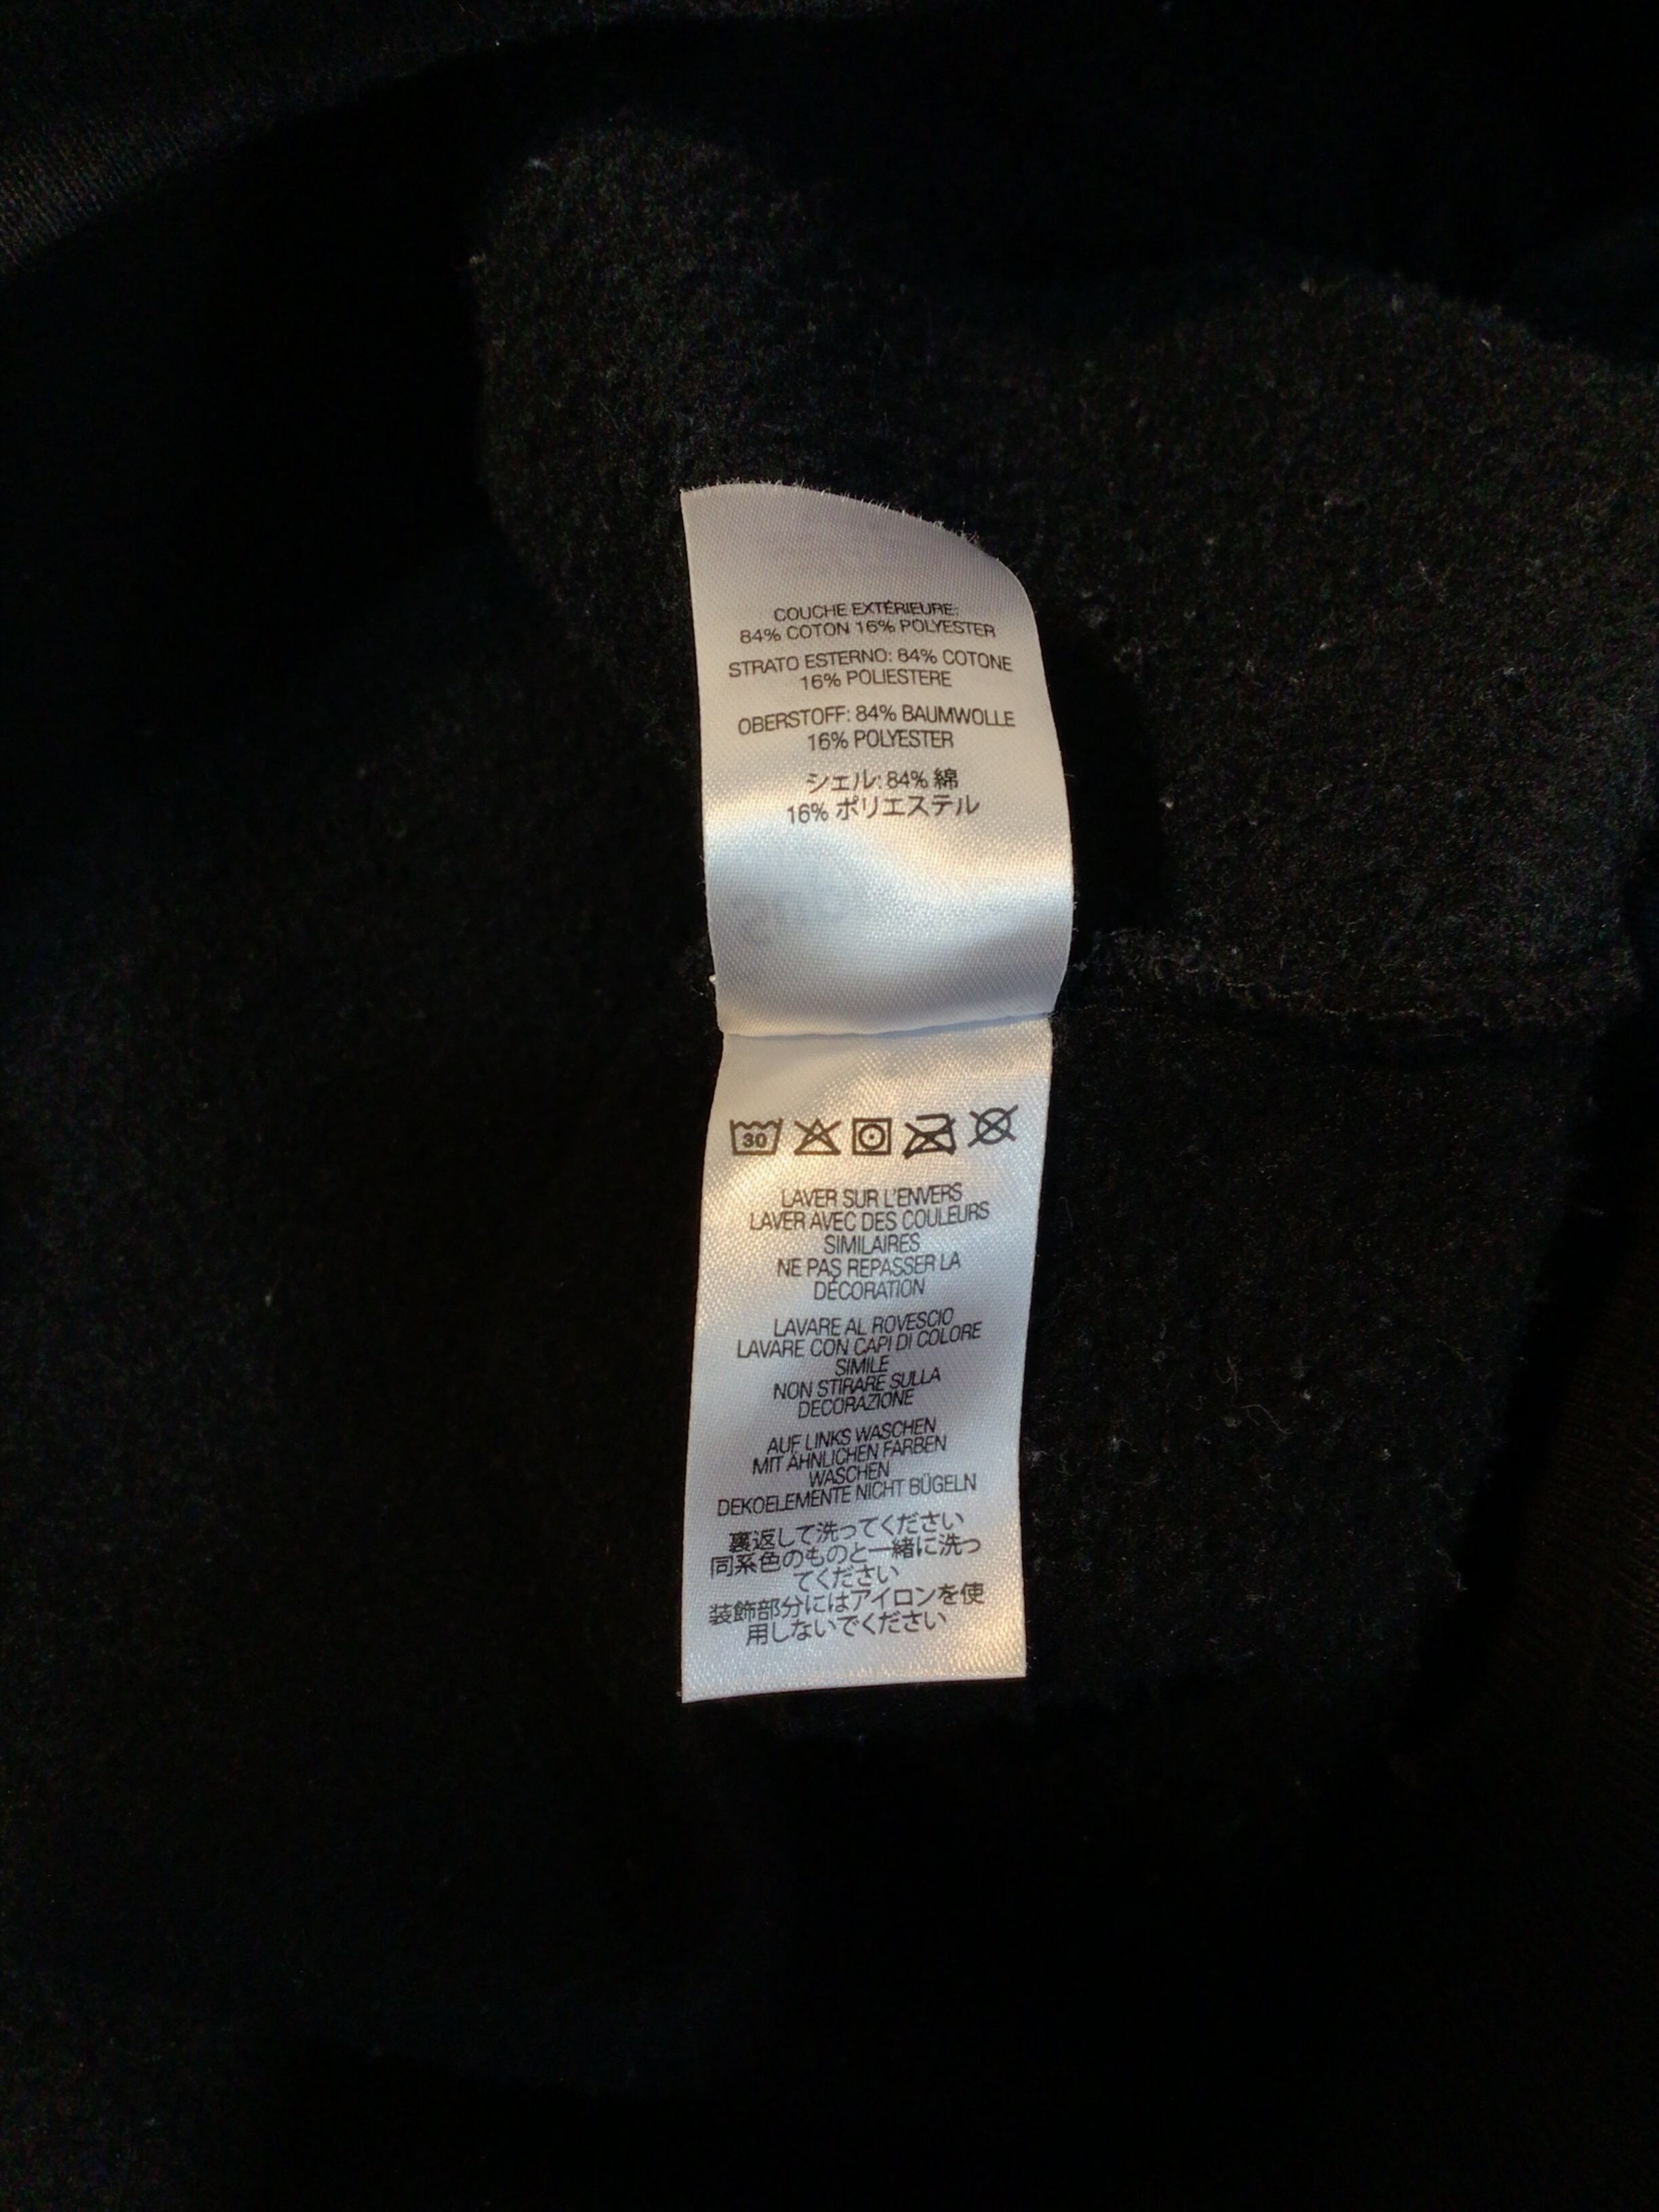 COUCHE EXTÉRIEURE:
84% COTON 16% POLYESTER
STRATO ESTERNO: 84% COTONE
16% POLIESTERE
OBERSTOFF: 84% BAUMWOLLE
16% POLYESTER
シェル: 84% 綿
16% ポリエステル
30
LAVER SUR L'ENVERS
LAVER AVEC DES COULEURS
SIMILAIRES
NE PAS REPASSER LA
DÉCORATION
LAVARE AL ROVESCIO
LAVARE CON CAPI DI COLORE
SIMILE
NON STIRARE SULLA
DECORAZIONE
AUF LINKS WASCHEN
MIT ÄHNLICHEN FARBEN
WASCHEN
DEKOELEMENTE NICHT BÜGELN
裏返して洗ってください
同系色のものと一緒に洗っ
てください
装飾部分にはアイロンを使
用しないでください